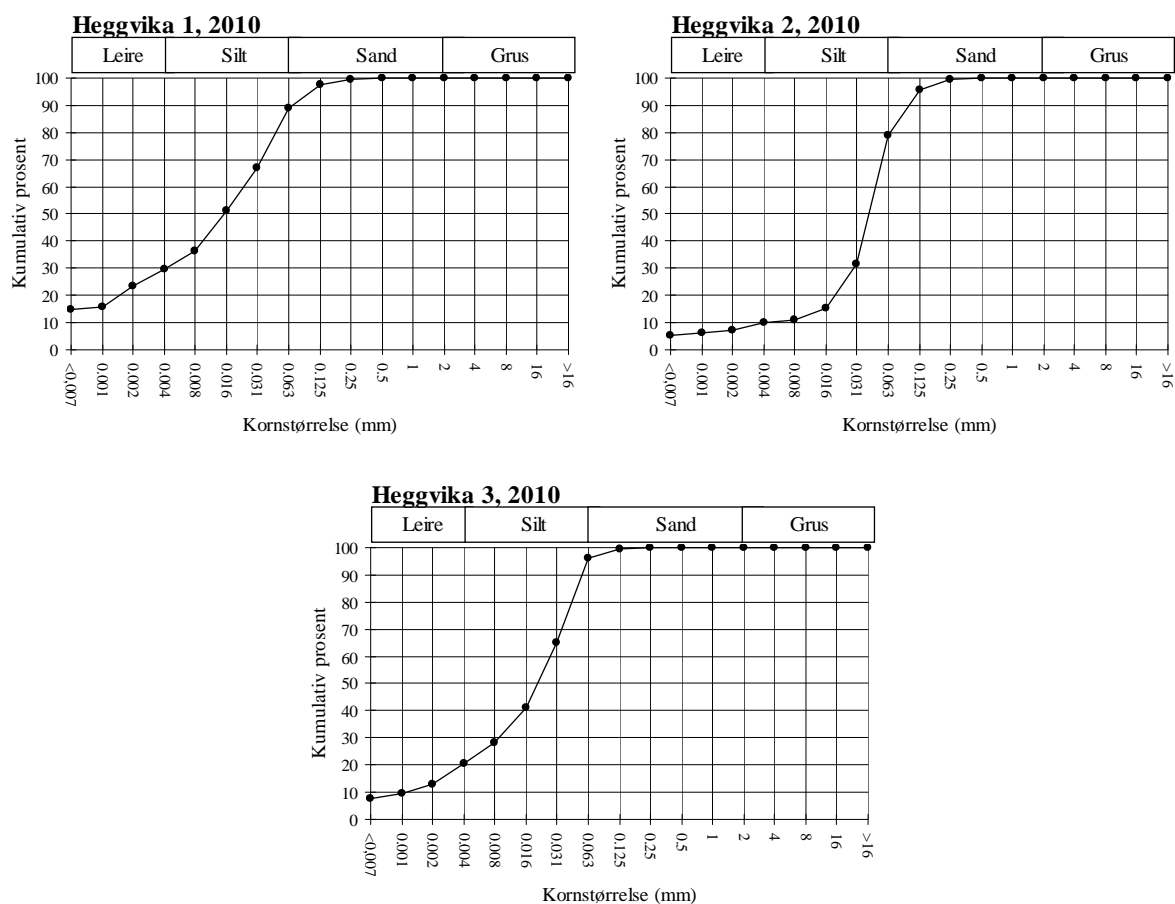 Heggvika 1, 2010
Leire Silt Sand Grus
Kumulativ prosent
100
90
80
70
60
50
40
30
20
10
0
<0,007 0.001 0.002 0.004 0.008 0.016 0.031 0.063 0.125 0.25 0.5 1 2 4 8 16 >16
Kornstørrelse (mm)
Heggvika 2, 2010
Leire Silt Sand Grus
Kumulativ prosent
100
90
80
70
60
50
40
30
20
10
0
<0,007 0.001 0.002 0.004 0.008 0.016 0.031 0.063 0.125 0.25 0.5 1 2 4 8 16 >16
Kornstørrelse (mm)
Heggvika 3, 2010
Leire Silt Sand Grus
Kumulativ prosent
100
90
80
70
60
50
40
30
20
10
0
<0,007 0.001 0.002 0.004 0.008 0.016 0.031 0.063 0.125 0.25 0.5 1 2 4 8 16 >16
Kornstørrelse (mm)